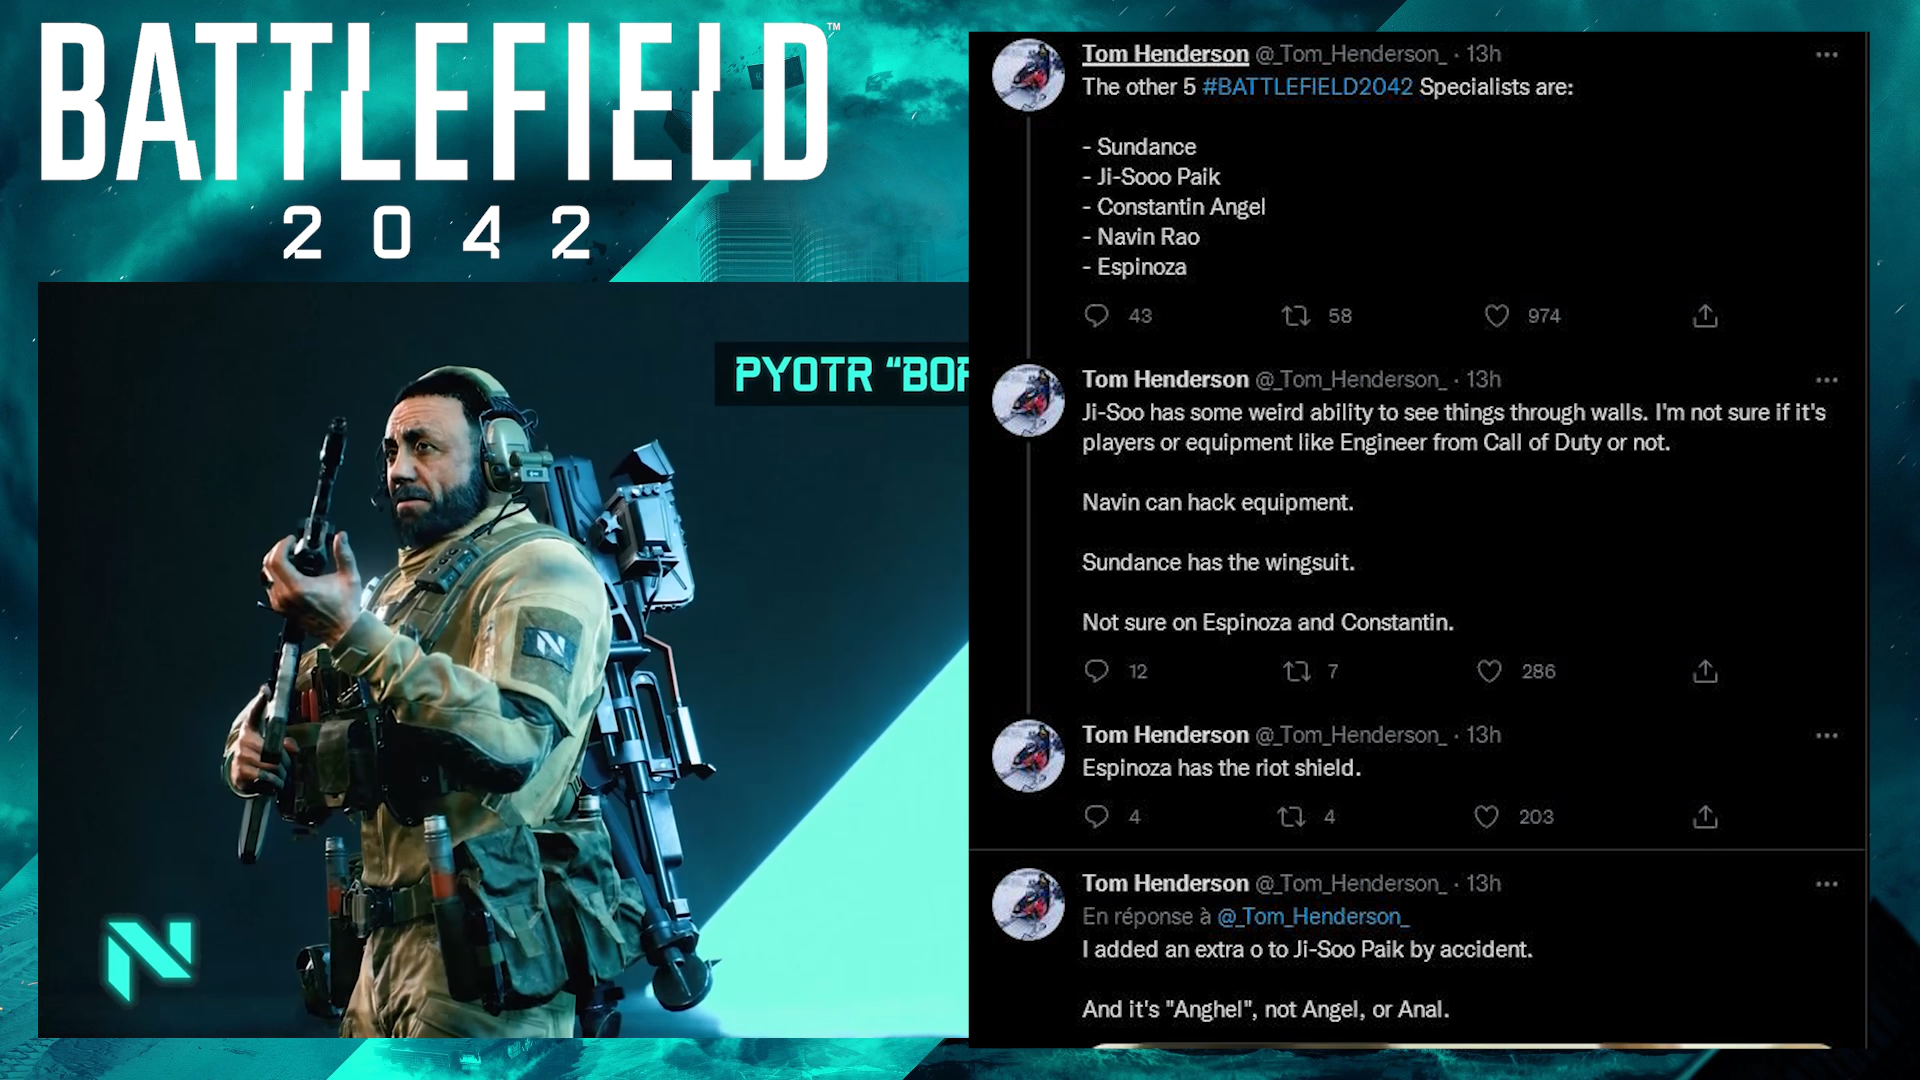 BATTLEFIELD™
2042
PYOTR "BOR
Tom Henderson @_Tom_Henderson_ · 13h
The other 5 #BATTLEFIELD2042 Specialists are:
- Sundance
- Ji-Sooo Paik
- Constantin Angel
- Navin Rao
- Espinoza
43 58 974
Tom Henderson @_Tom_Henderson_ · 13h
Ji-Soo has some weird ability to see things through walls. I'm not sure if it's
players or equipment like Engineer from Call of Duty or not.
Navin can hack equipment.
Sundance has the wingsuit.
Not sure on Espinoza and Constantin.
12 7 286
Tom Henderson @_Tom_Henderson_ · 13h
Espinoza has the riot shield.
4 4 203
Tom Henderson @_Tom_Henderson_ · 13h
En réponse à @_Tom_Henderson_
I added an extra o to Ji-Soo Paik by accident.
And it's "Anghel", not Angel, or Anal.